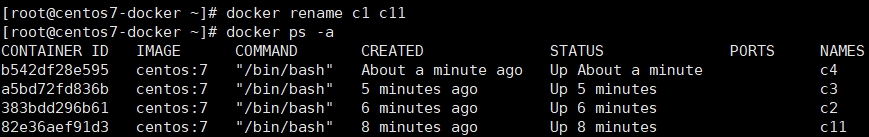 [root@centos7-docker ~]# docker rename c1 c11
[root@centos7-docker ~]# docker ps -a
CONTAINER ID   IMAGE      COMMAND       CREATED              STATUS              PORTS     NAMES
b542df28e595   centos:7   "/bin/bash"   About a minute ago   Up About a minute             c4
a5bd72fd836b   centos:7   "/bin/bash"   5 minutes ago        Up 5 minutes                  c3
383bdd296b61   centos:7   "/bin/bash"   6 minutes ago        Up 6 minutes                  c2
82e36aef91d3   centos:7   "/bin/bash"   8 minutes ago        Up 8 minutes                  c11